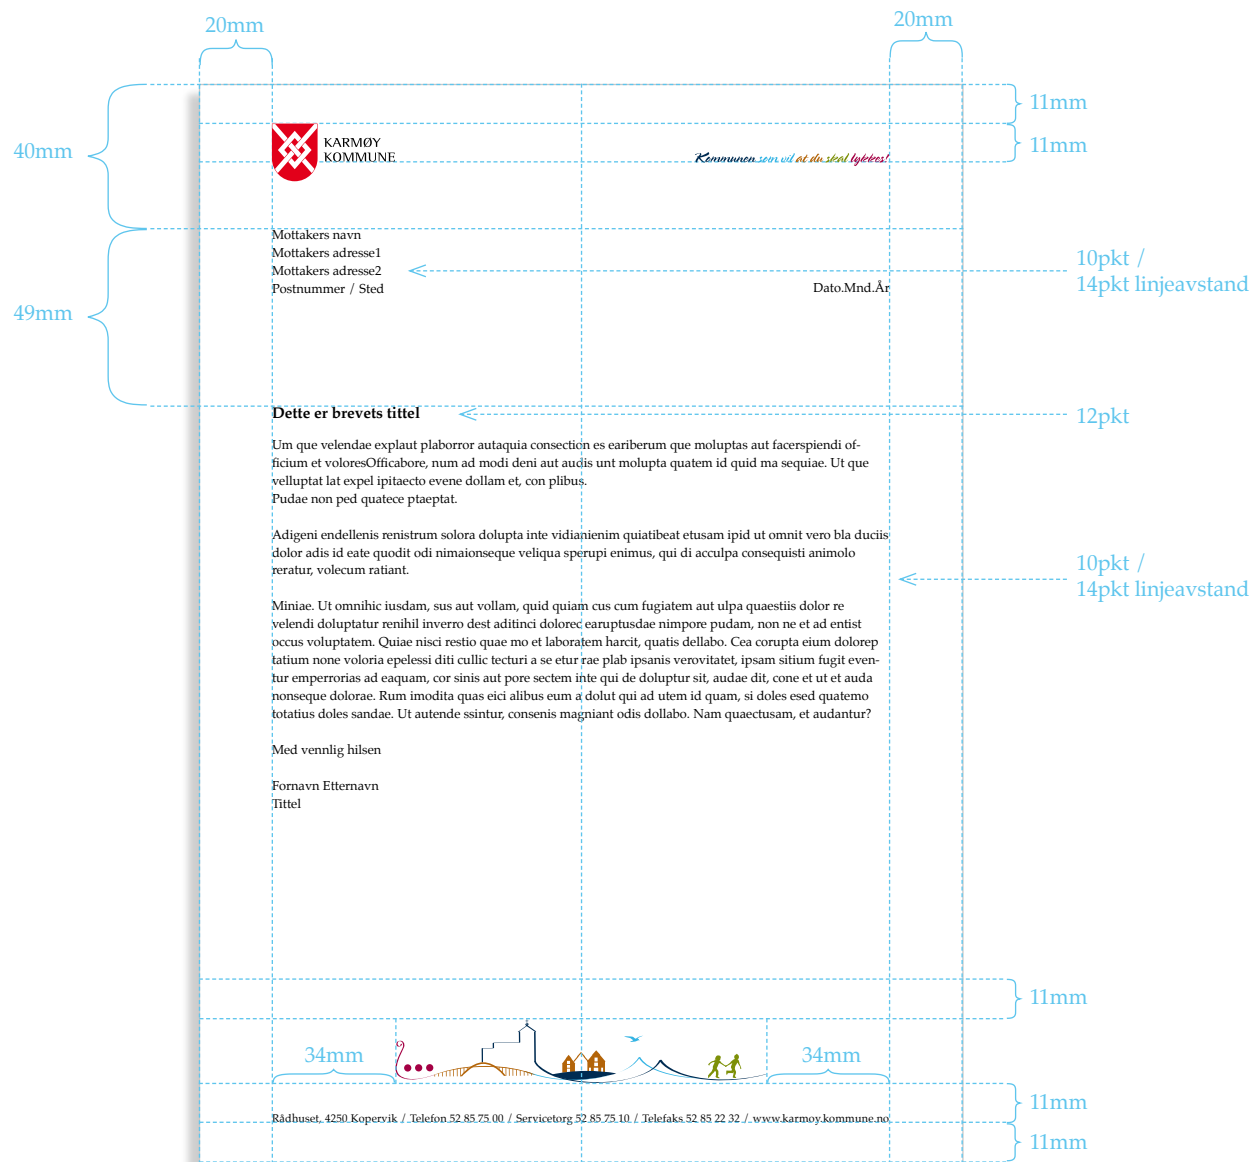 20mm
20mm
11mm
11mm
40mm
KARMØY
KOMMUNE
Kommunen som vil at du skal lykkes!
Mottakers navn
Mottakers adresse1
Mottakers adresse2
Postnummer / Sted
Dato.Mnd.År
10pkt /
14pkt linjeavstand
49mm
Dette er brevets tittel
12pkt
Um que velendae explaut plaborror autaquia consection es eariberum que moluptas aut facerspiendi of-
ficium et voloresOfficabore, num ad modi deni aut audis unt molupta quatem id quid ma sequiae. Ut que
velluptat lat expel ipitaecto evene dollam et, con plibus.
Pudae non ped quatece ptaeptat.
Adigeni endellenis renistrum solora dolupta inte vidianienim quiatibeat etusam ipid ut omnit vero bla duciis
dolor adis id eate quodit odi nimaionseque veliqua sperupi enimus, qui di acculpa consequisti animolo
reratur, volecum ratiant.
10pkt /
14pkt linjeavstand
Miniae. Ut omnihic iusdam, sus aut vollam, quid quiam cus cum fugiatem aut ulpa quaestiis dolor re
velendi doluptatur renihil inverro dest aditinci dolorec earuptusdae nimpore pudam, non ne et ad entist
occus voluptatem. Quiae nisci restio quae mo et laboratem harcit, quatis dellabo. Cea corupta eium dolorep
tatium none voloria epelessi diti cullic tecturi a se etur rae plab ipsanis verovitatet, ipsam sitium fugit even-
tur emperrorias ad eaquam, cor sinis aut pore sectem inte qui de doluptur sit, audae dit, cone et ut et auda
nonseque dolorae. Rum imodita quas eici alibus eum a dolut qui ad utem id quam, si doles esed quatemo
totatius doles sandae. Ut autende ssintur, consenis magniant odis dollabo. Nam quaectusam, et audantur?
Med vennlig hilsen
Fornavn Etternavn
Tittel
11mm
34mm
34mm
11mm
Rådhuset, 4250 Kopervik / Telefon 52 85 75 00 / Servicetorg 52 85 75 10 / Telefaks 52 85 22 32 / www.karmoy.kommune.no
11mm